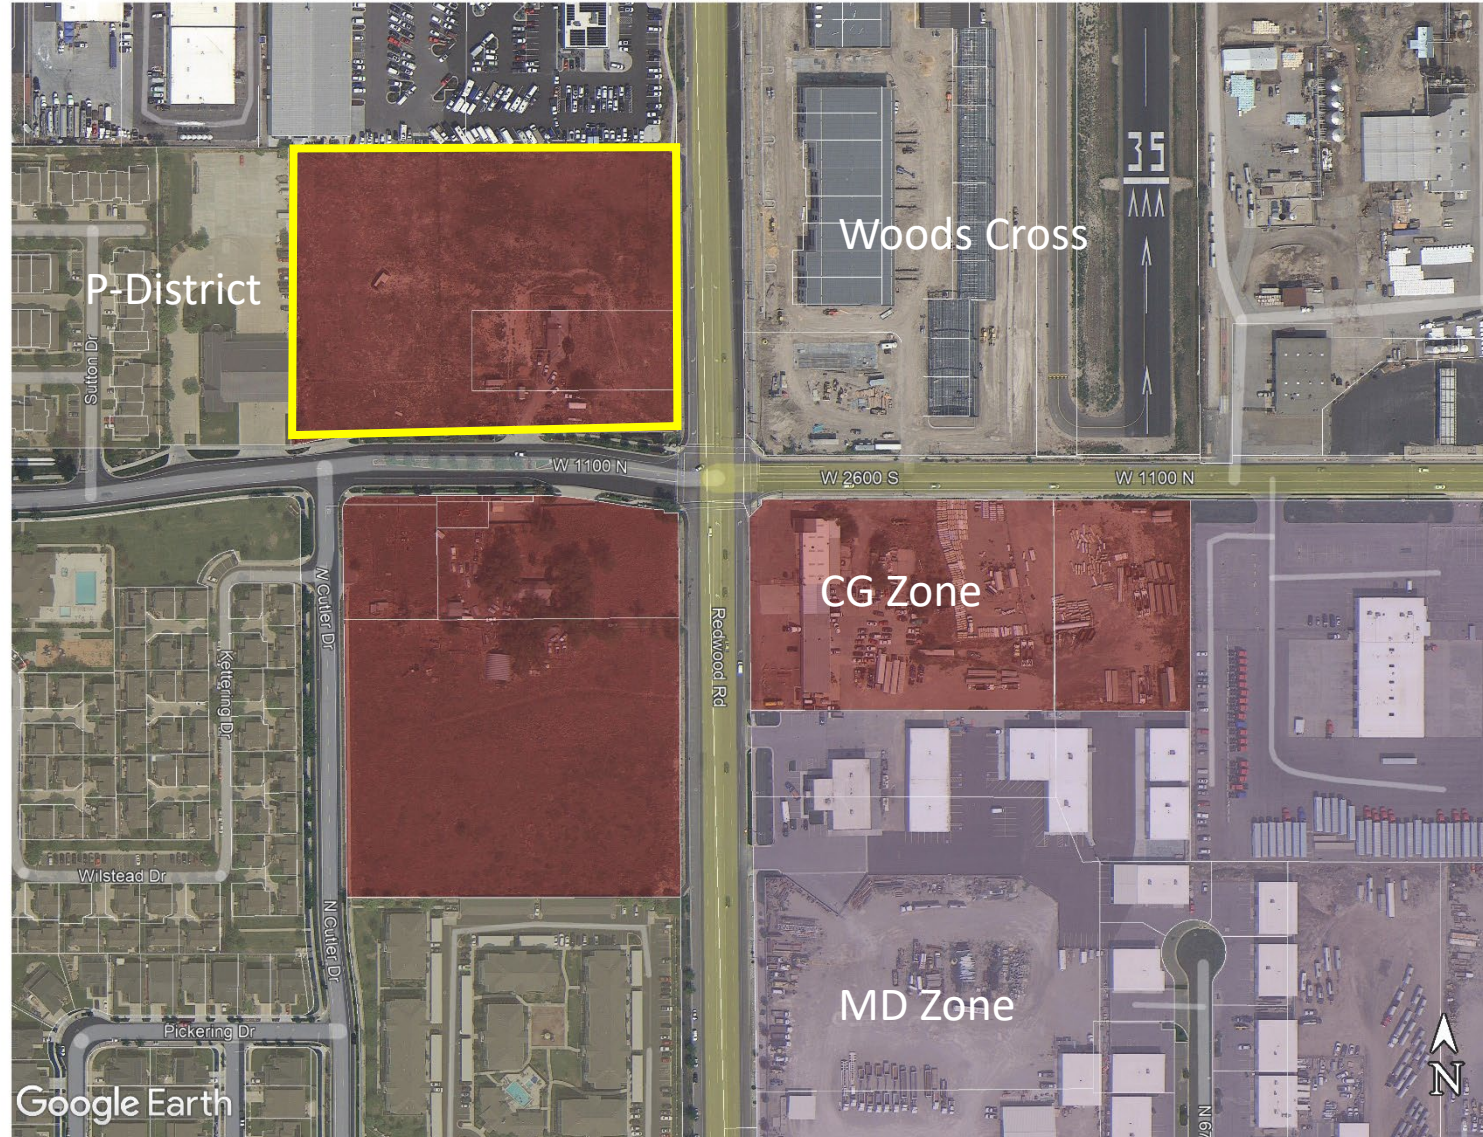 35
Woods Cross
P-District
Sutton Dr
W 1100 N
W 2600 S
W 1100 N
N Cutler Dr
CG Zone
Redwood Rd
Kettering Dr
Wilstead Dr
N Cutler Dr
MD Zone
Pickering Dr
N
Google Earth